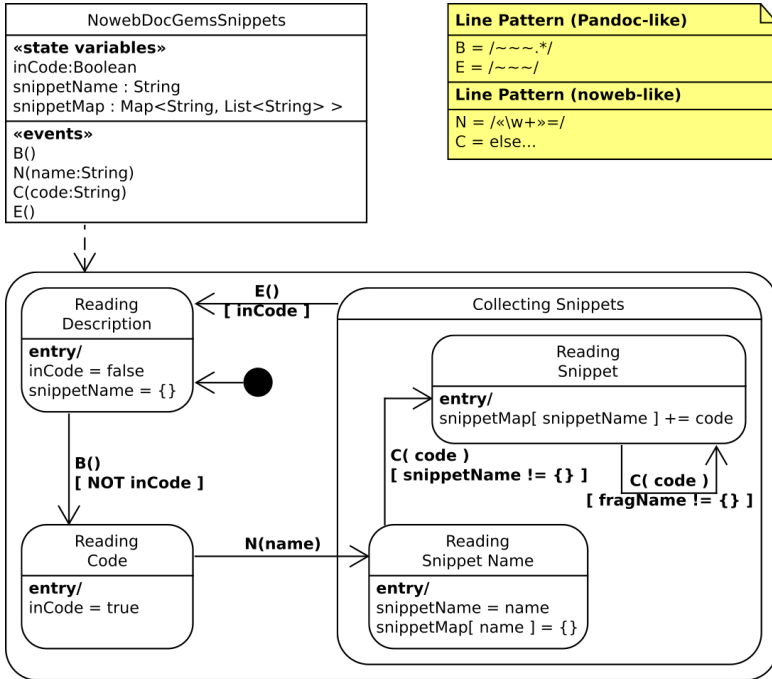 NowebDocGemsSnippets
«state variables»
inCode:Boolean
snippetName : String
snippetMap : Map<String, List<String> >
«events»
B()
N(name:String)
C(code:String)
E()
Line Pattern (Pandoc-like)
B = /~~~.*/
E = /~~~/
Line Pattern (noweb-like)
N = /«\w+»=/
C = else...
Reading
Description
entry/
inCode = false
snippetName = {}
E()
[ inCode ]
Collecting Snippets
Reading
Snippet
entry/
snippetMap[ snippetName ] += code
B()
[ NOT inCode ]
C( code )
[ snippetName != {} ]
C( code )
[ fragName != {} ]
Reading
Code
entry/
inCode = true
N(name)
Reading
Snippet Name
entry/
snippetName = name
snippetMap[ name ] = {}